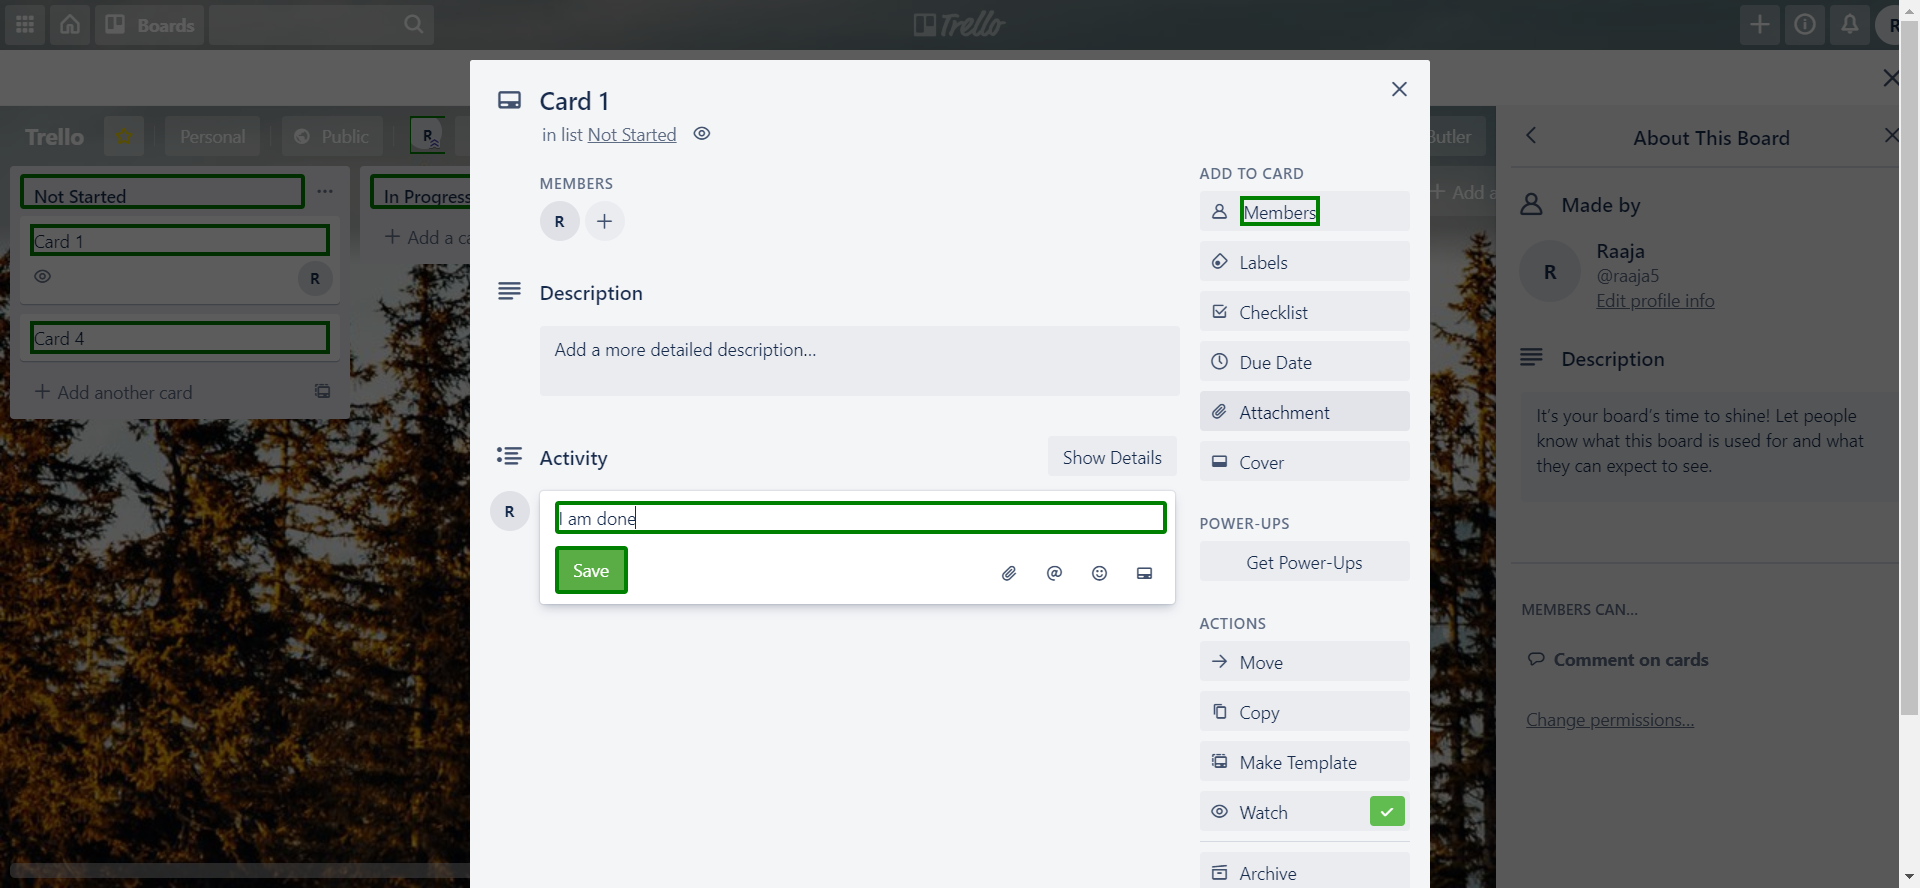 Boards
Trello
R
Trello
Personal
Public
R
Butler
Not Started
In Progress
Add a
Card 1
Add a ca
R
Card 4
Add another card
Card 1
in list Not Started
MEMBERS
R
Description
Add a more detailed description...
Activity
Show Details
R
I am done
Save
@
ADD TO CARD
Members
Labels
Checklist
Due Date
Attachment
Cover
POWER-UPS
Get Power-Ups
ACTIONS
Move
Copy
Make Template
Watch
Archive
About This Board
Made by
R
Raaja
@raaja5
Edit profile info
Description
It's your board's time to shine! Let people
know what this board is used for and what
they can expect to see.
MEMBERS CAN...
Comment on cards
Change permissions...